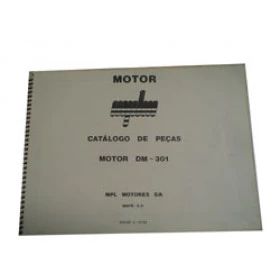 MOTOR
CATÁLOGO DE PEÇAS
MOTOR DM-301
MPL MOTORES SA